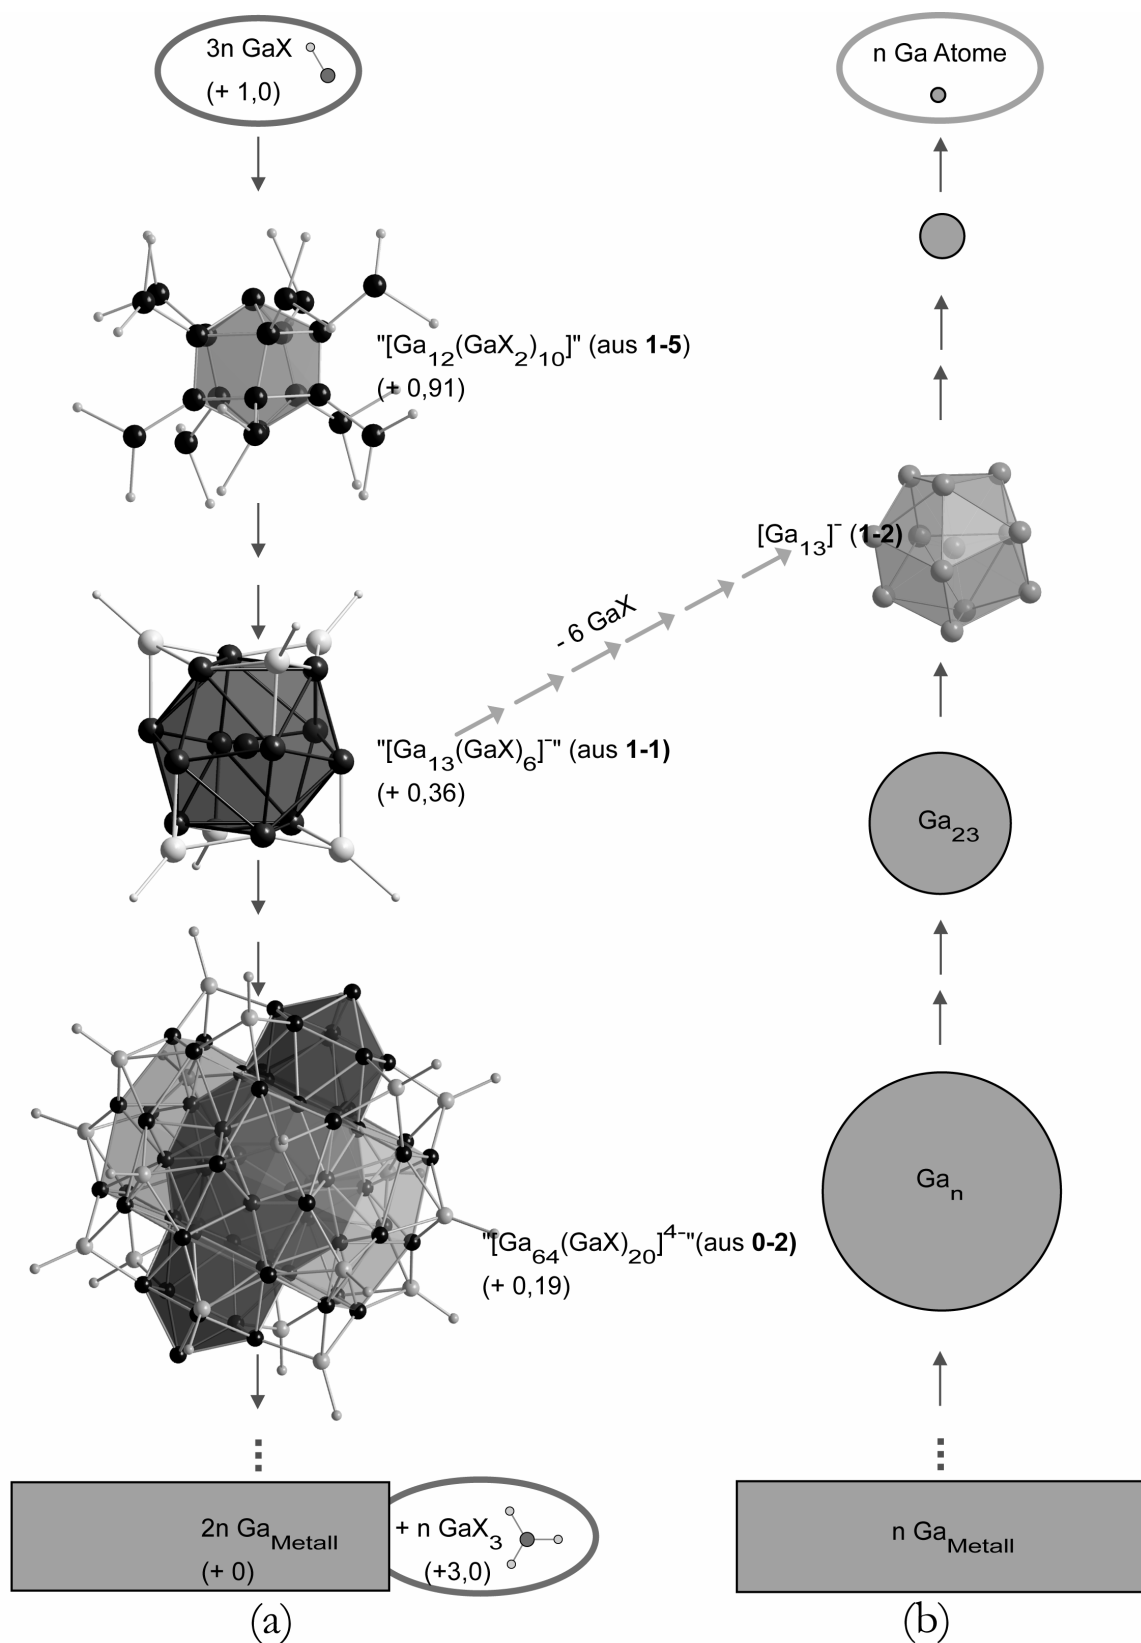 3n GaX
(+ 1,0)
"[Ga12(GaX2)10]" (aus 1-5)
(+ 0,91)
- 6 GaX
"[Ga13(GaX)6]-" (aus 1-1)
(+ 0,36)
"[Ga64(GaX)20]4-"(aus 0-2)
(+ 0,19)
2n GaMetall
(+ 0)
+ n GaX3
(+3,0)
(a)
n Ga Atome
[Ga13]- (1-2)
Ga23
Gan
n GaMetall
(b)